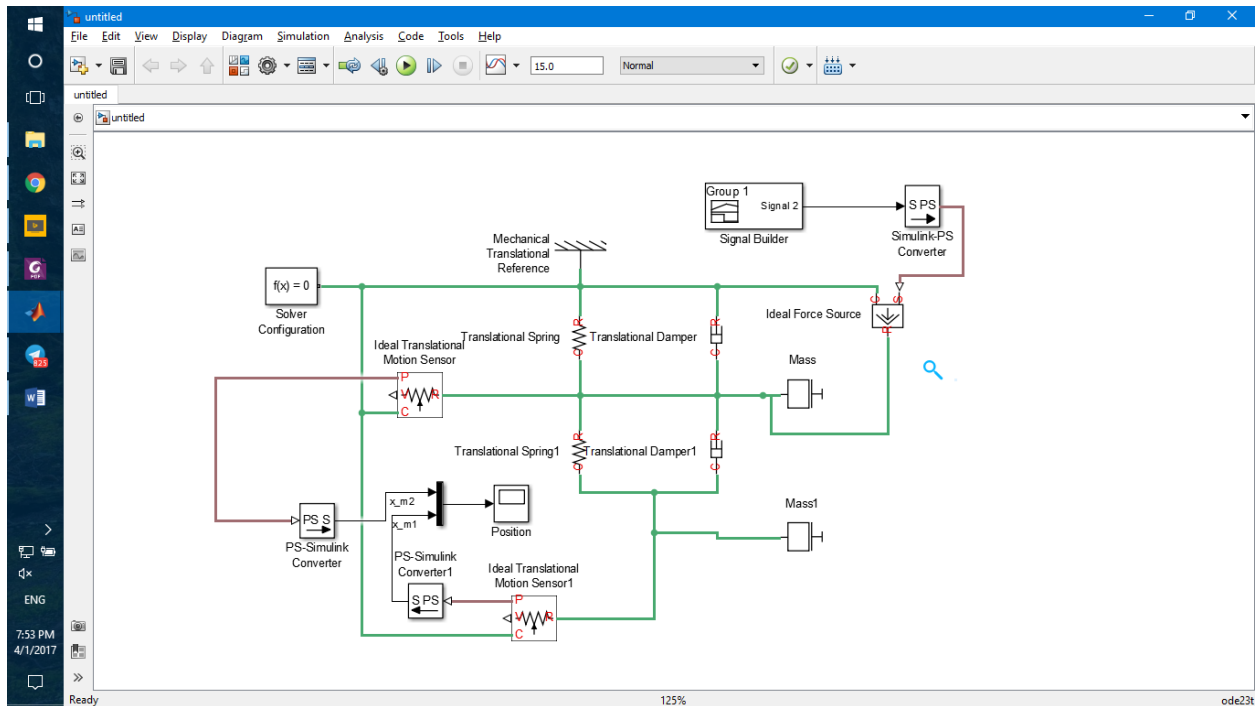 untitled
File Edit View Display Diagram Simulation Analysis Code Tools Help
15.0
Normal
untitled
untitled
Group 1
Signal 2
Signal Builder
S PS
Simulink-PS
Converter
Mechanical
Translational
Reference
f(x) = 0
Solver
Configuration
C
S
Ideal Force Source
R
R
Translational Spring
C
R
Translational Damper
C
Ideal Translational
Motion Sensor
P
V
R
C
Mass
R
Translational Spring1
C
R
Translational Damper1
C
x_m2
x_m1
Position
PS S
PS-Simulink
Converter
Mass1
PS-Simulink
Converter1
S PS
Ideal Translational
Motion Sensor1
P
V
R
C
825
ENG
7:53 PM
4/1/2017
Ready
125%
ode23t